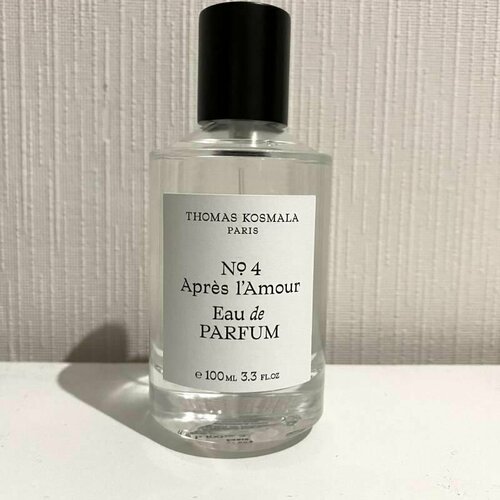 THOMAS KOSMALA
PARIS
Nº 4
Après l'Amour
Eau de
PARFUM
℮ 100ML 3.3 FL.OZ